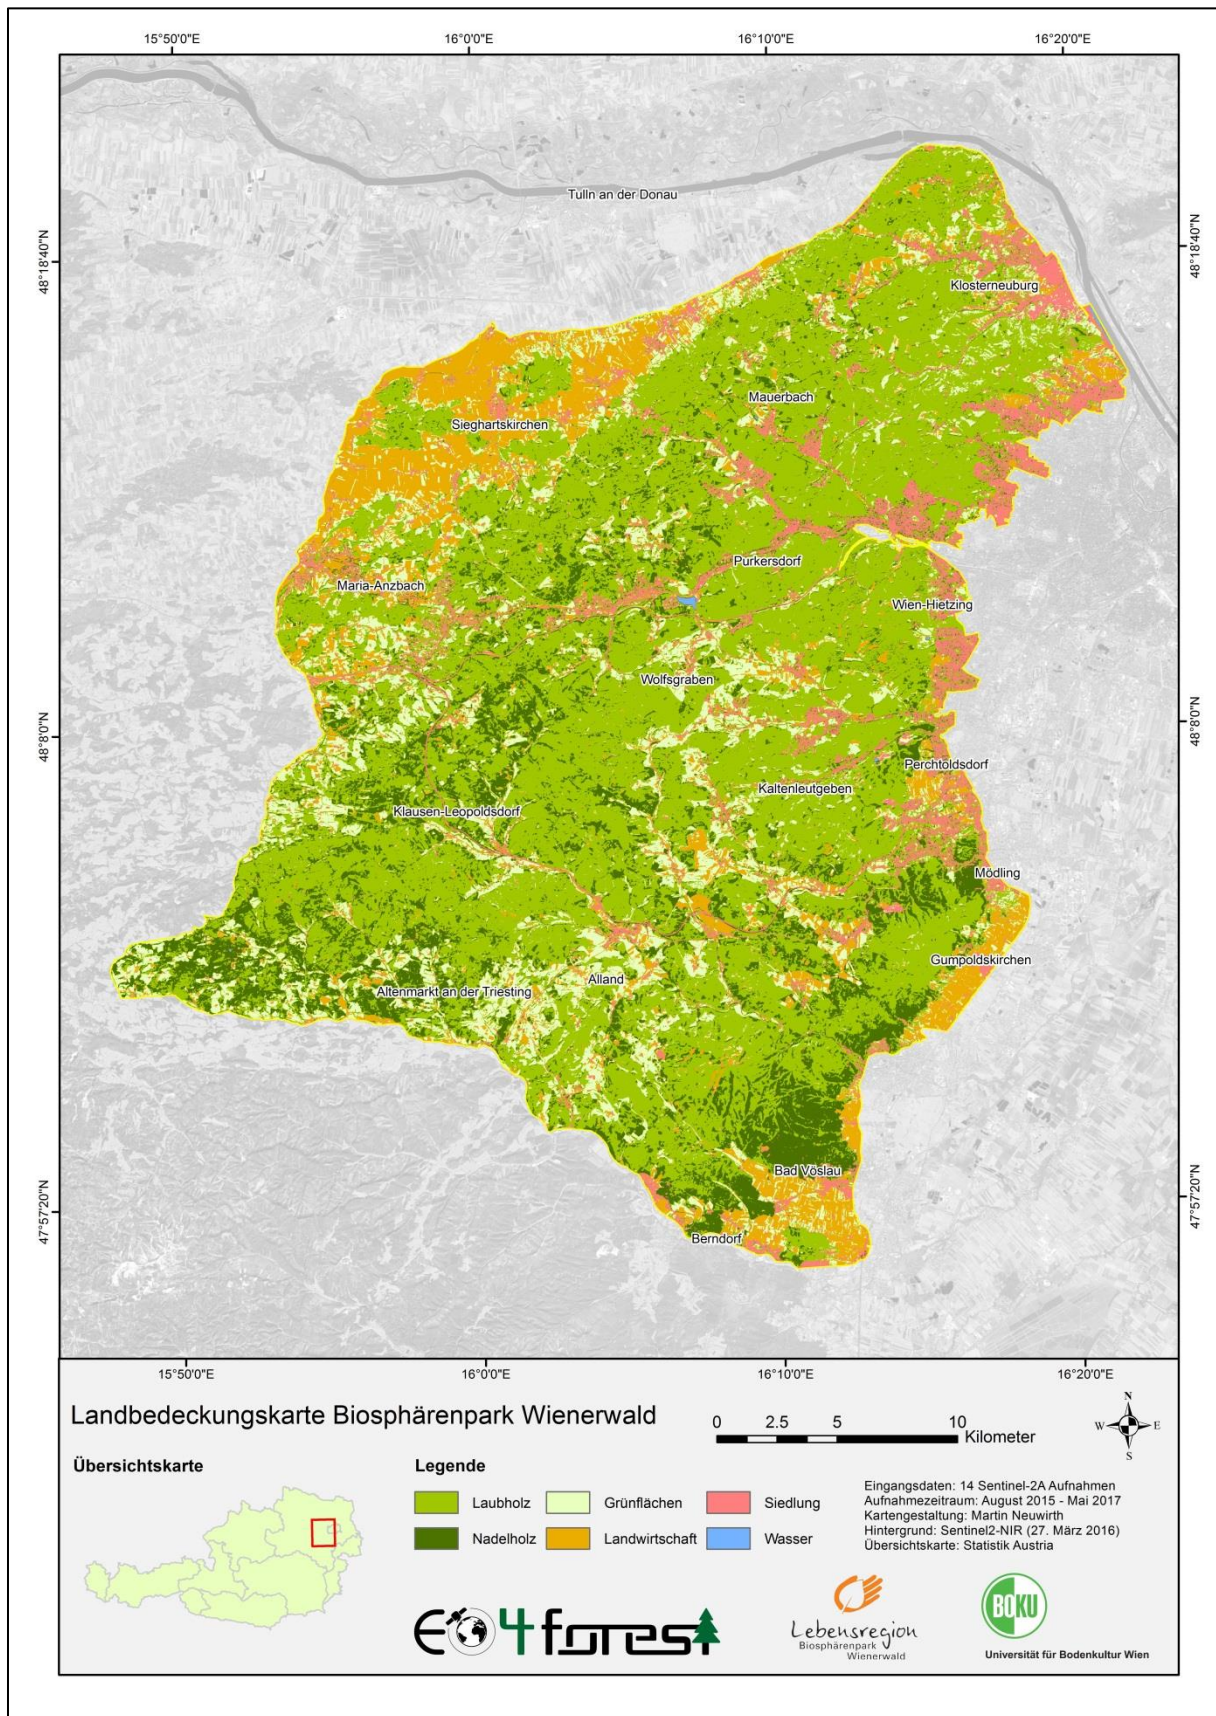 15°50'0"E
16°0'0"E
16°10'0"E
16°20'0"E
48°18'40"N
48°18'40"N
Tulln an der Donau
Klosterneuburg
Mauerbach
Sieghartskirchen
Purkersdorf
Maria-Anzbach
Wien-Hietzing
Wolfsgraben
48°8'0"N
48°8'0"N
Perchtoldsdorf
Kaltenleutgeben
Klausen-Leopoldsdorf
Mödling
Gumpoldskirchen
Alland
Altenmarkt an der Triesting
Bad Vöslau
47°57'20"N
47°57'20"N
Berndorf
15°50'0"E
16°0'0"E
16°10'0"E
16°20'0"E
Landbedeckungskarte Biosphärenpark Wienerwald
0 2.5 5 10
Kilometer
N
W E
S
Übersichtskarte
Legende
Laubholz
Grünflächen
Siedlung
Nadelholz
Landwirtschaft
Wasser
Eingangsdaten: 14 Sentinel-2A Aufnahmen
Aufnahmezeitraum: August 2015 - Mai 2017
Kartengestaltung: Martin Neuwirth
Hintergrund: Sentinel2-NIR (27. März 2016)
Übersichtskarte: Statistik Austria
EO4forest
Lebensregion
Biosphärenpark
Wienerwald
BOKU
Universität für Bodenkultur Wien